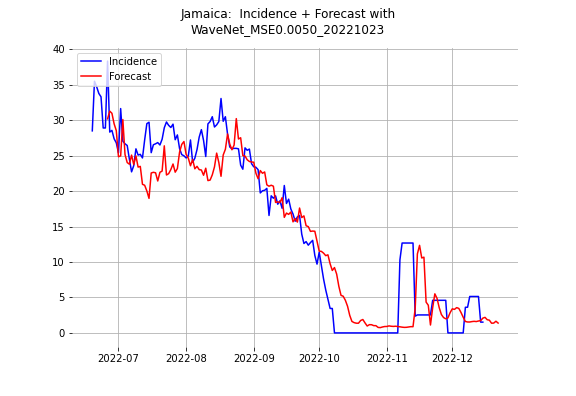 Jamaica:  Incidence + Forecast with
WaveNet_MSE0.0050_20221023
Incidence
Forecast
40
35
30
25
20
15
10
5
0
2022-07 2022-08 2022-09 2022-10 2022-11 2022-12